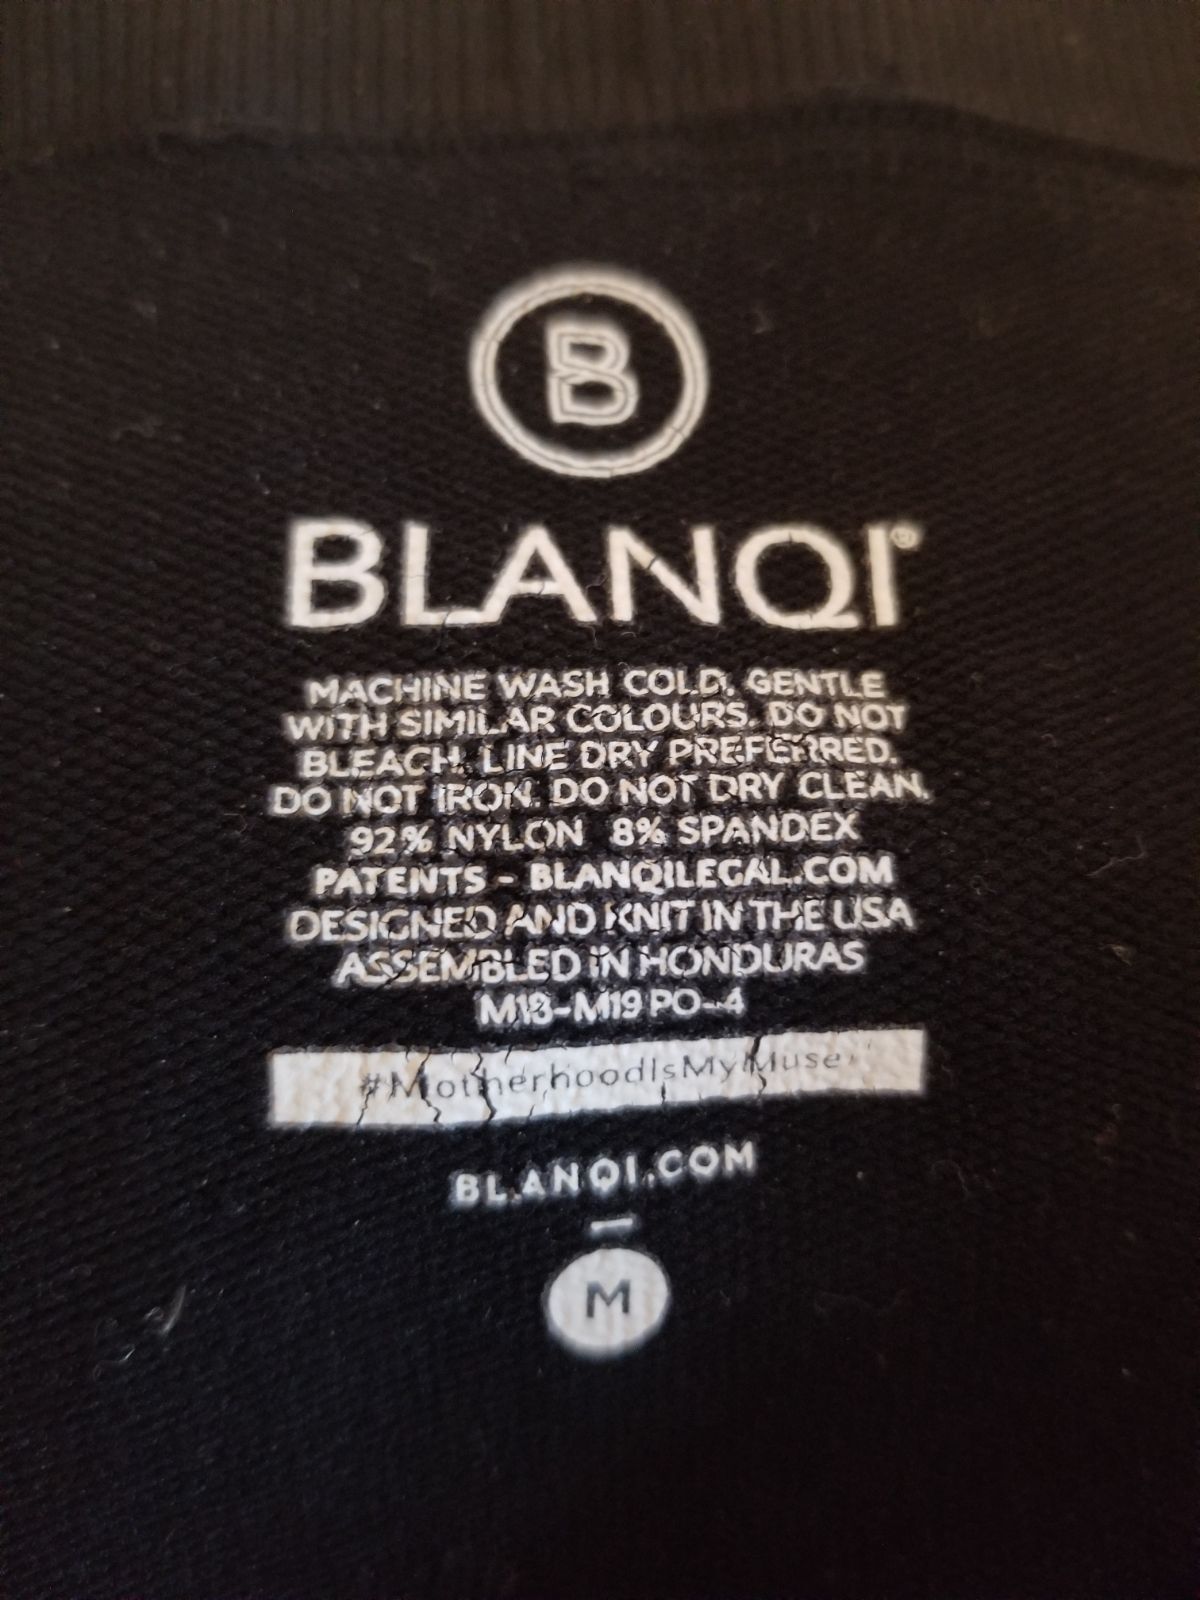 B
BLANQI®
MACHINE WASH COLD. GENTLE
WITH SIMILAR COLOURS. DO NOT
BLEACH. LINE DRY PREFERRED.
DO NOT IRON. DO NOT DRY CLEAN.
92% NYLON 8% SPANDEX
PATENTS - BLANQILEGAL.COM
DESIGNED AND KNIT IN THE USA
ASSEMBLED IN HONDURAS
M18-M19 PO-4
#MotherhoodIsMyMuse
BLANQI.COM
M